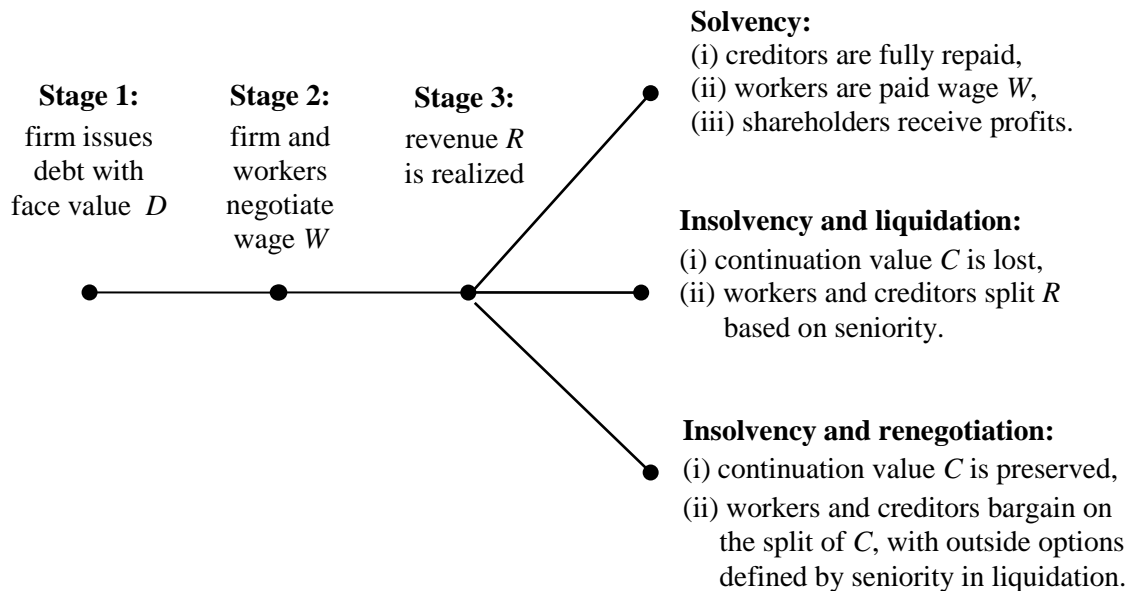 Stage 1:
firm issues
debt with
face value D
Stage 2:
firm and
workers
negotiate
wage W
Stage 3:
revenue R
is realized
Solvency:
(i) creditors are fully repaid,
(ii) workers are paid wage W,
(iii) shareholders receive profits.
Insolvency and liquidation:
(i) continuation value C is lost,
(ii) workers and creditors split R
based on seniority.
Insolvency and renegotiation:
(i) continuation value C is preserved,
(ii) workers and creditors bargain on
the split of C, with outside options
defined by seniority in liquidation.